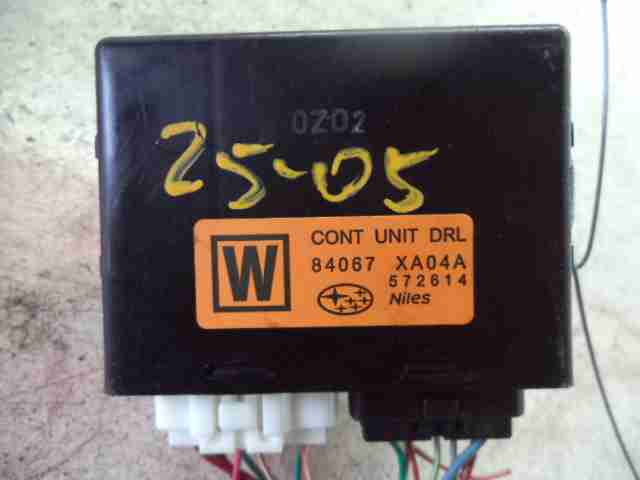 0Z02
25-05
W
CONT UNIT DRL
84067 XA04A
572614
Niles